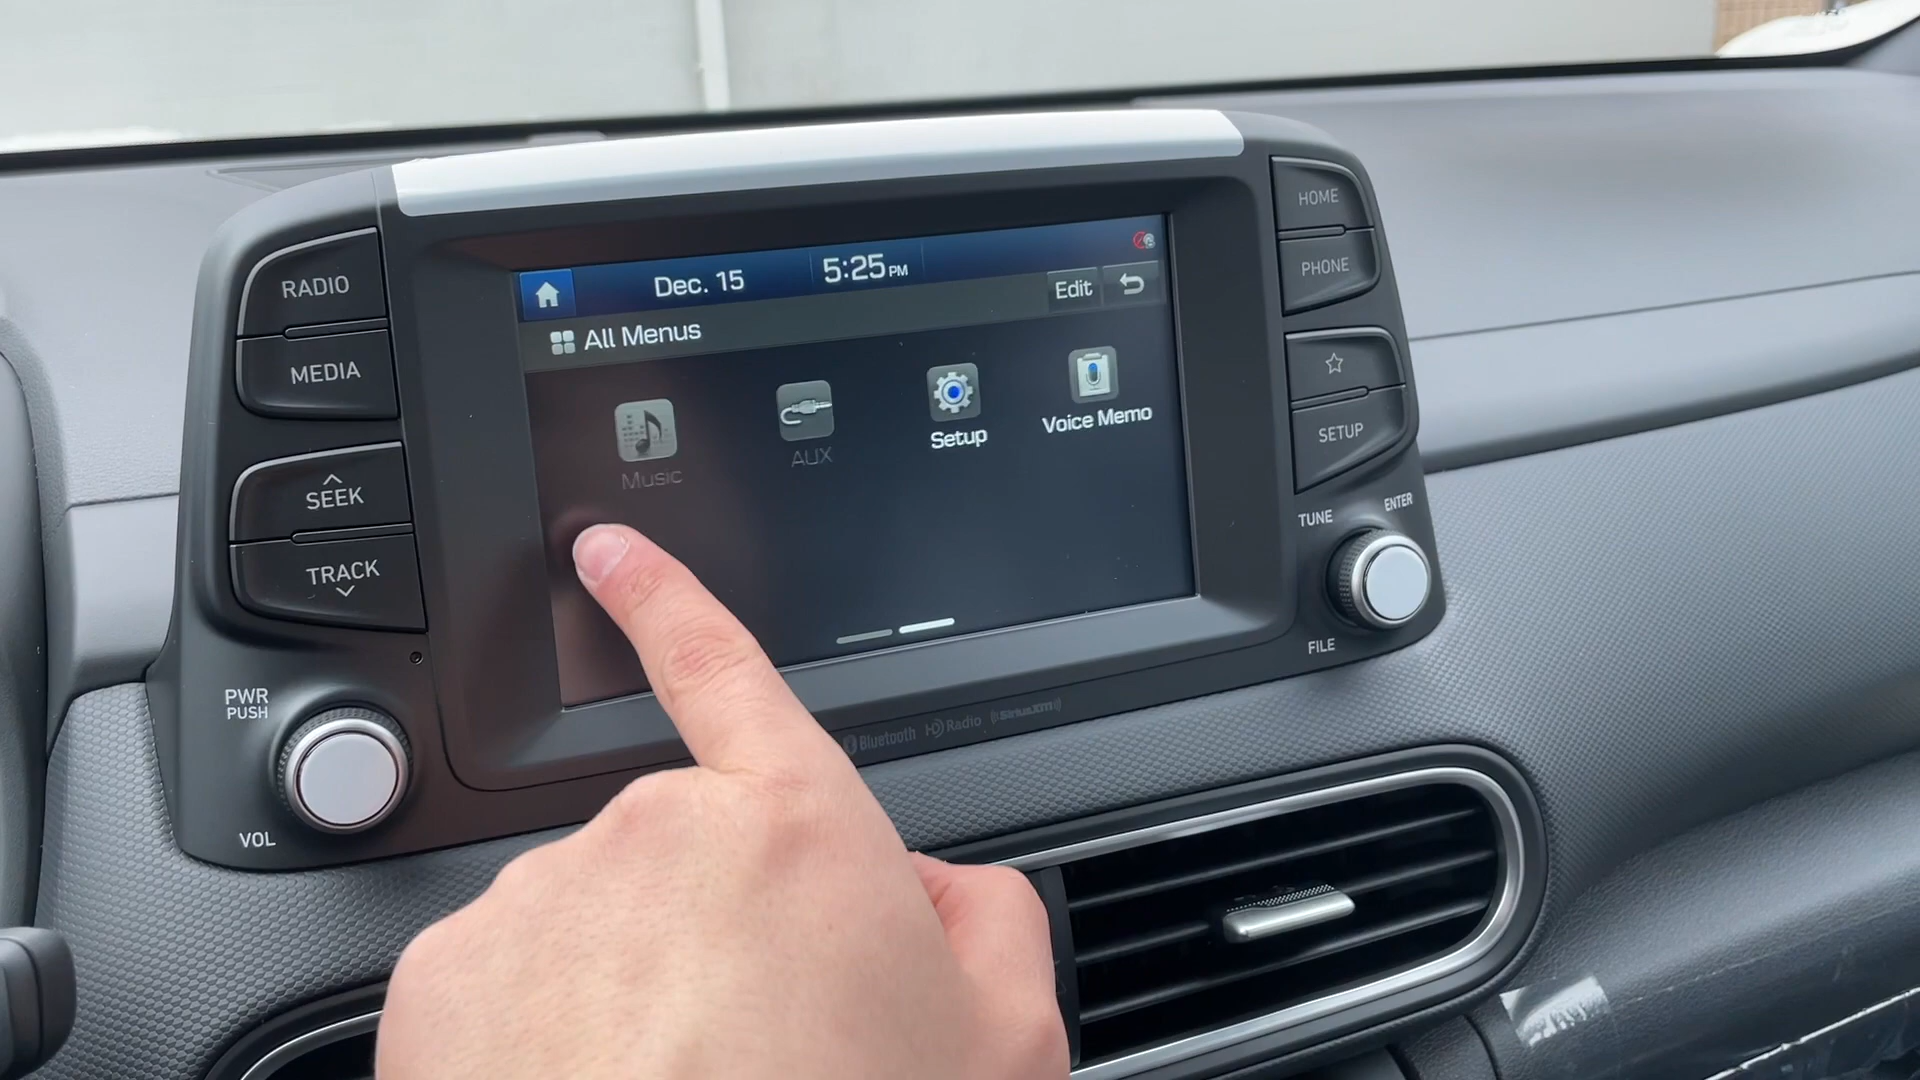 RADIO
MEDIA
SEEK
TRACK
PWR
PUSH
VOL
Dec. 15
5:25 PM
Edit
All Menus
Music
AUX
Setup
Voice Memo
Bluetooth HD Radio SiriusXM
HOME
PHONE
SETUP
TUNE
ENTER
FILE